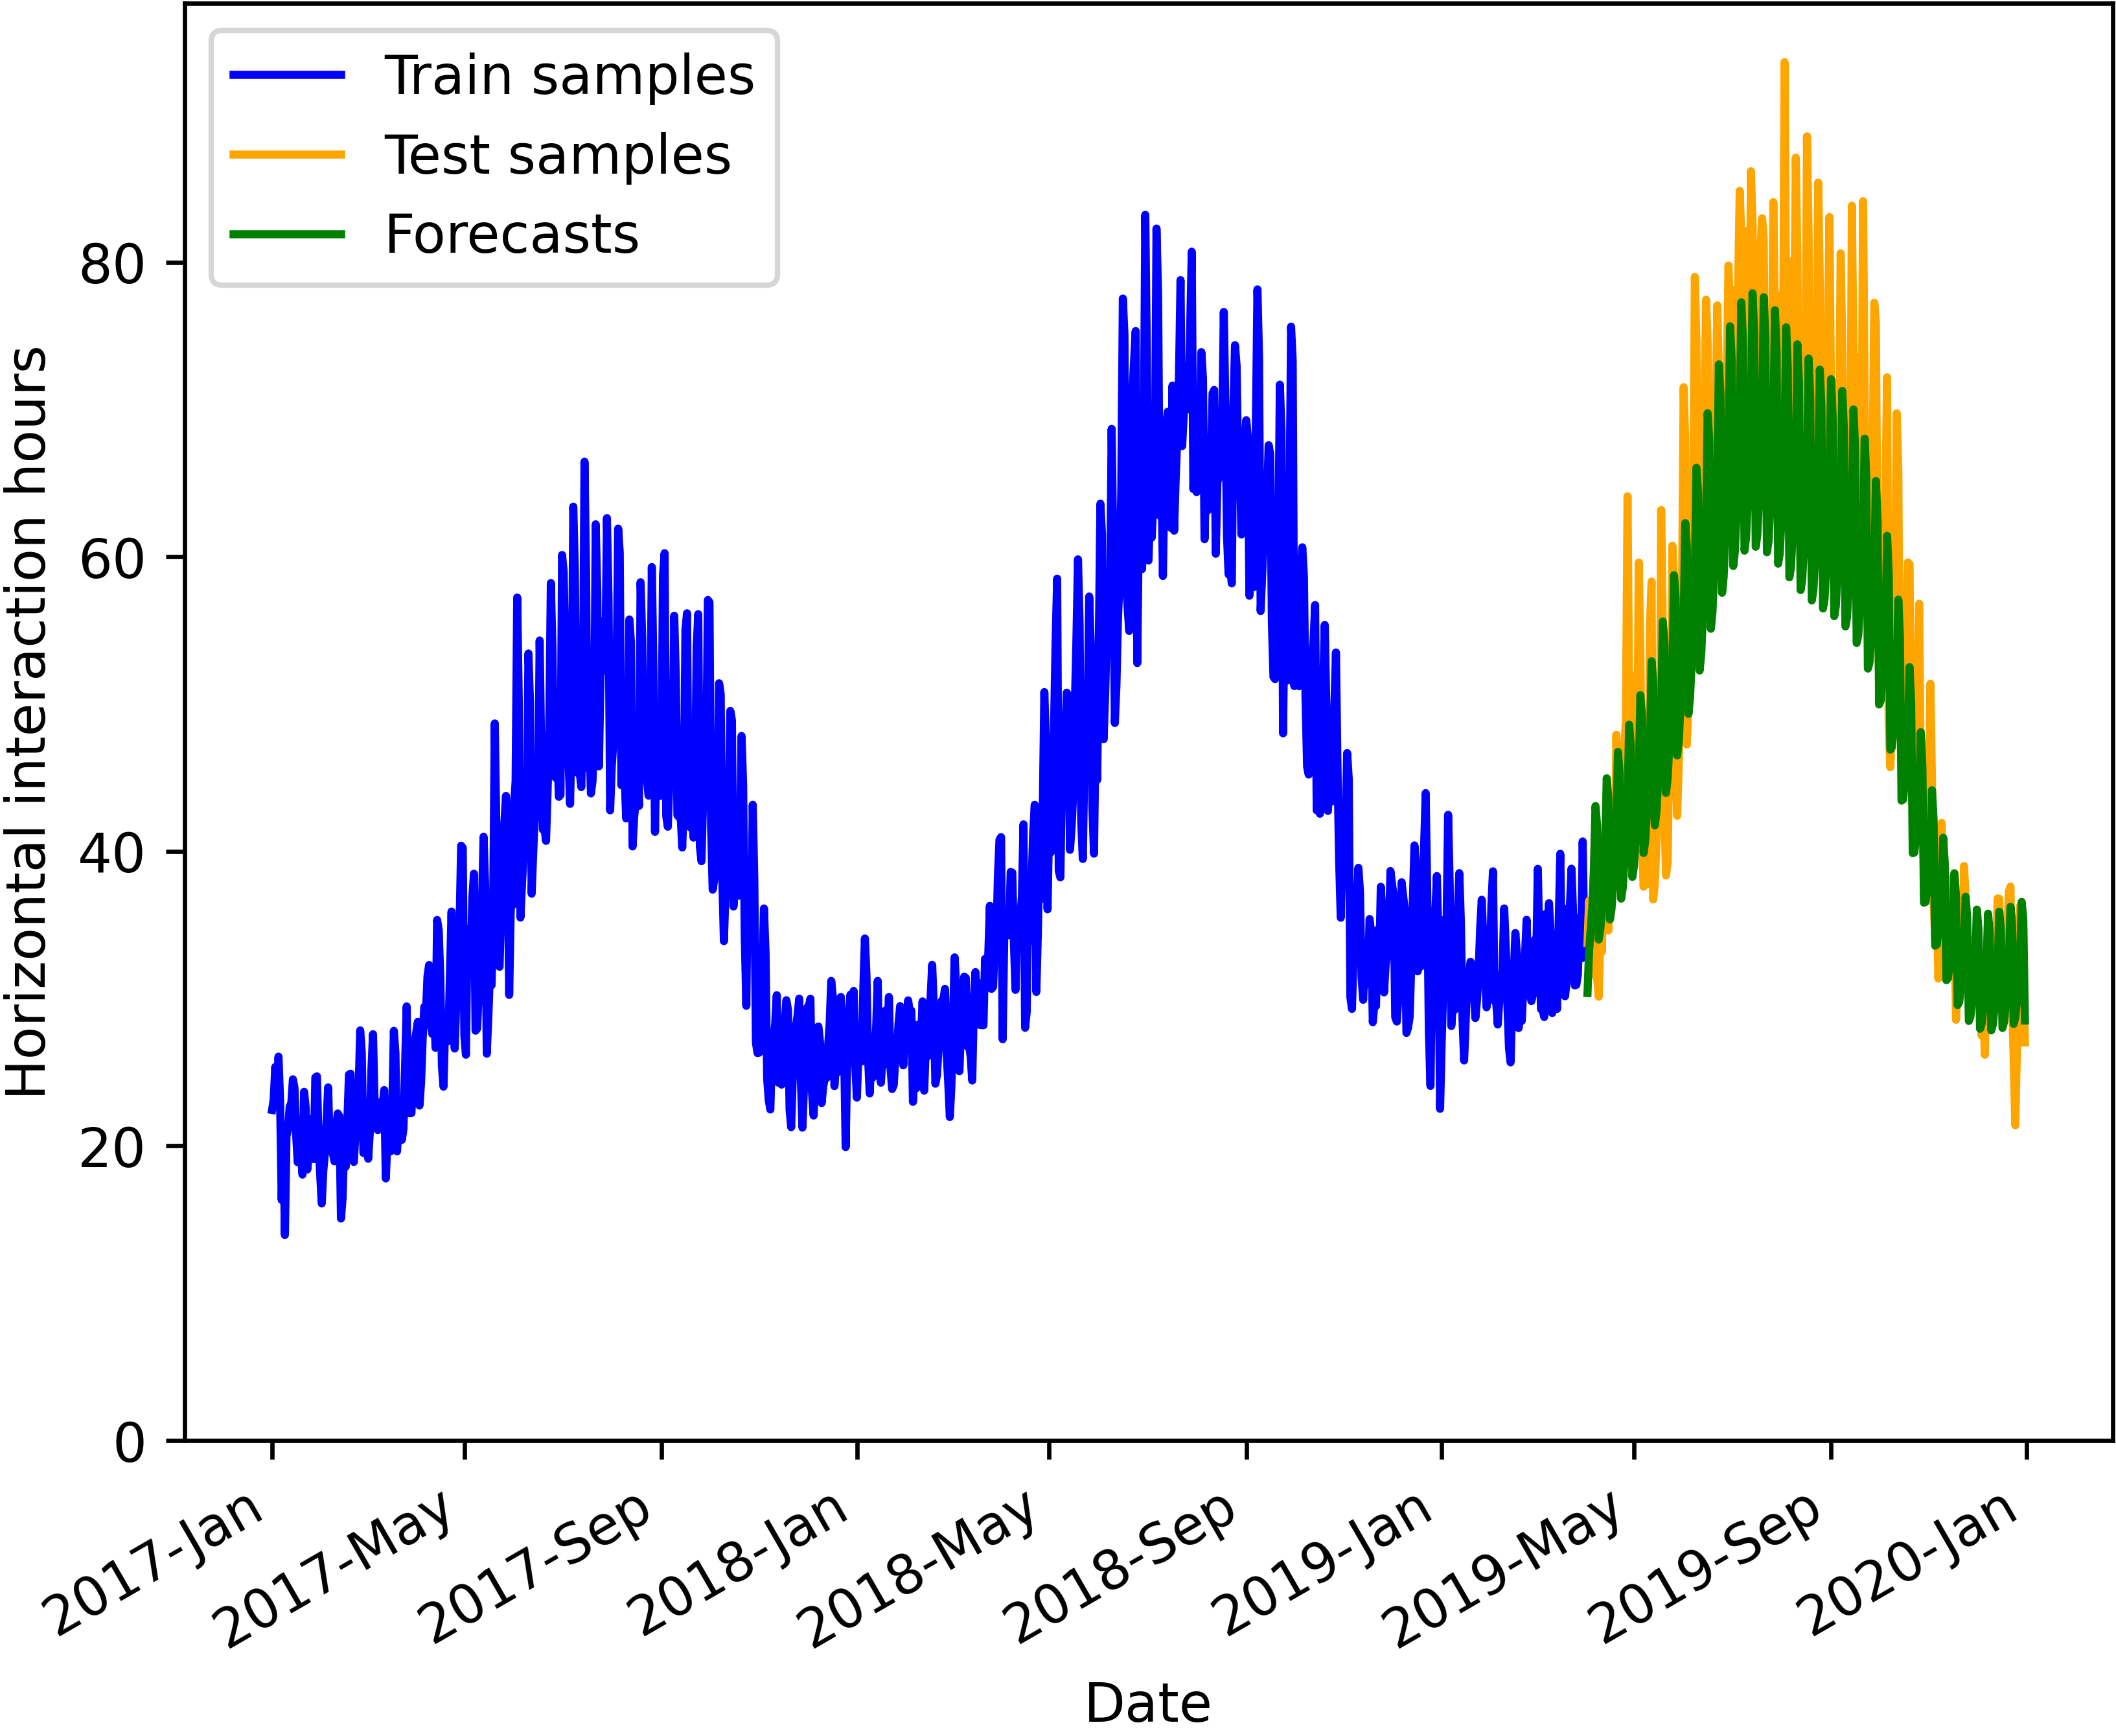 Train samples
Test samples
Forecasts
Horizontal interaction hours
80
60
40
20
0
2017-Jan
2017-May
2017-Sep
2018-Jan
2018-May
2018-Sep
2019-Jan
2019-May
2019-Sep
2020-Jan
Date